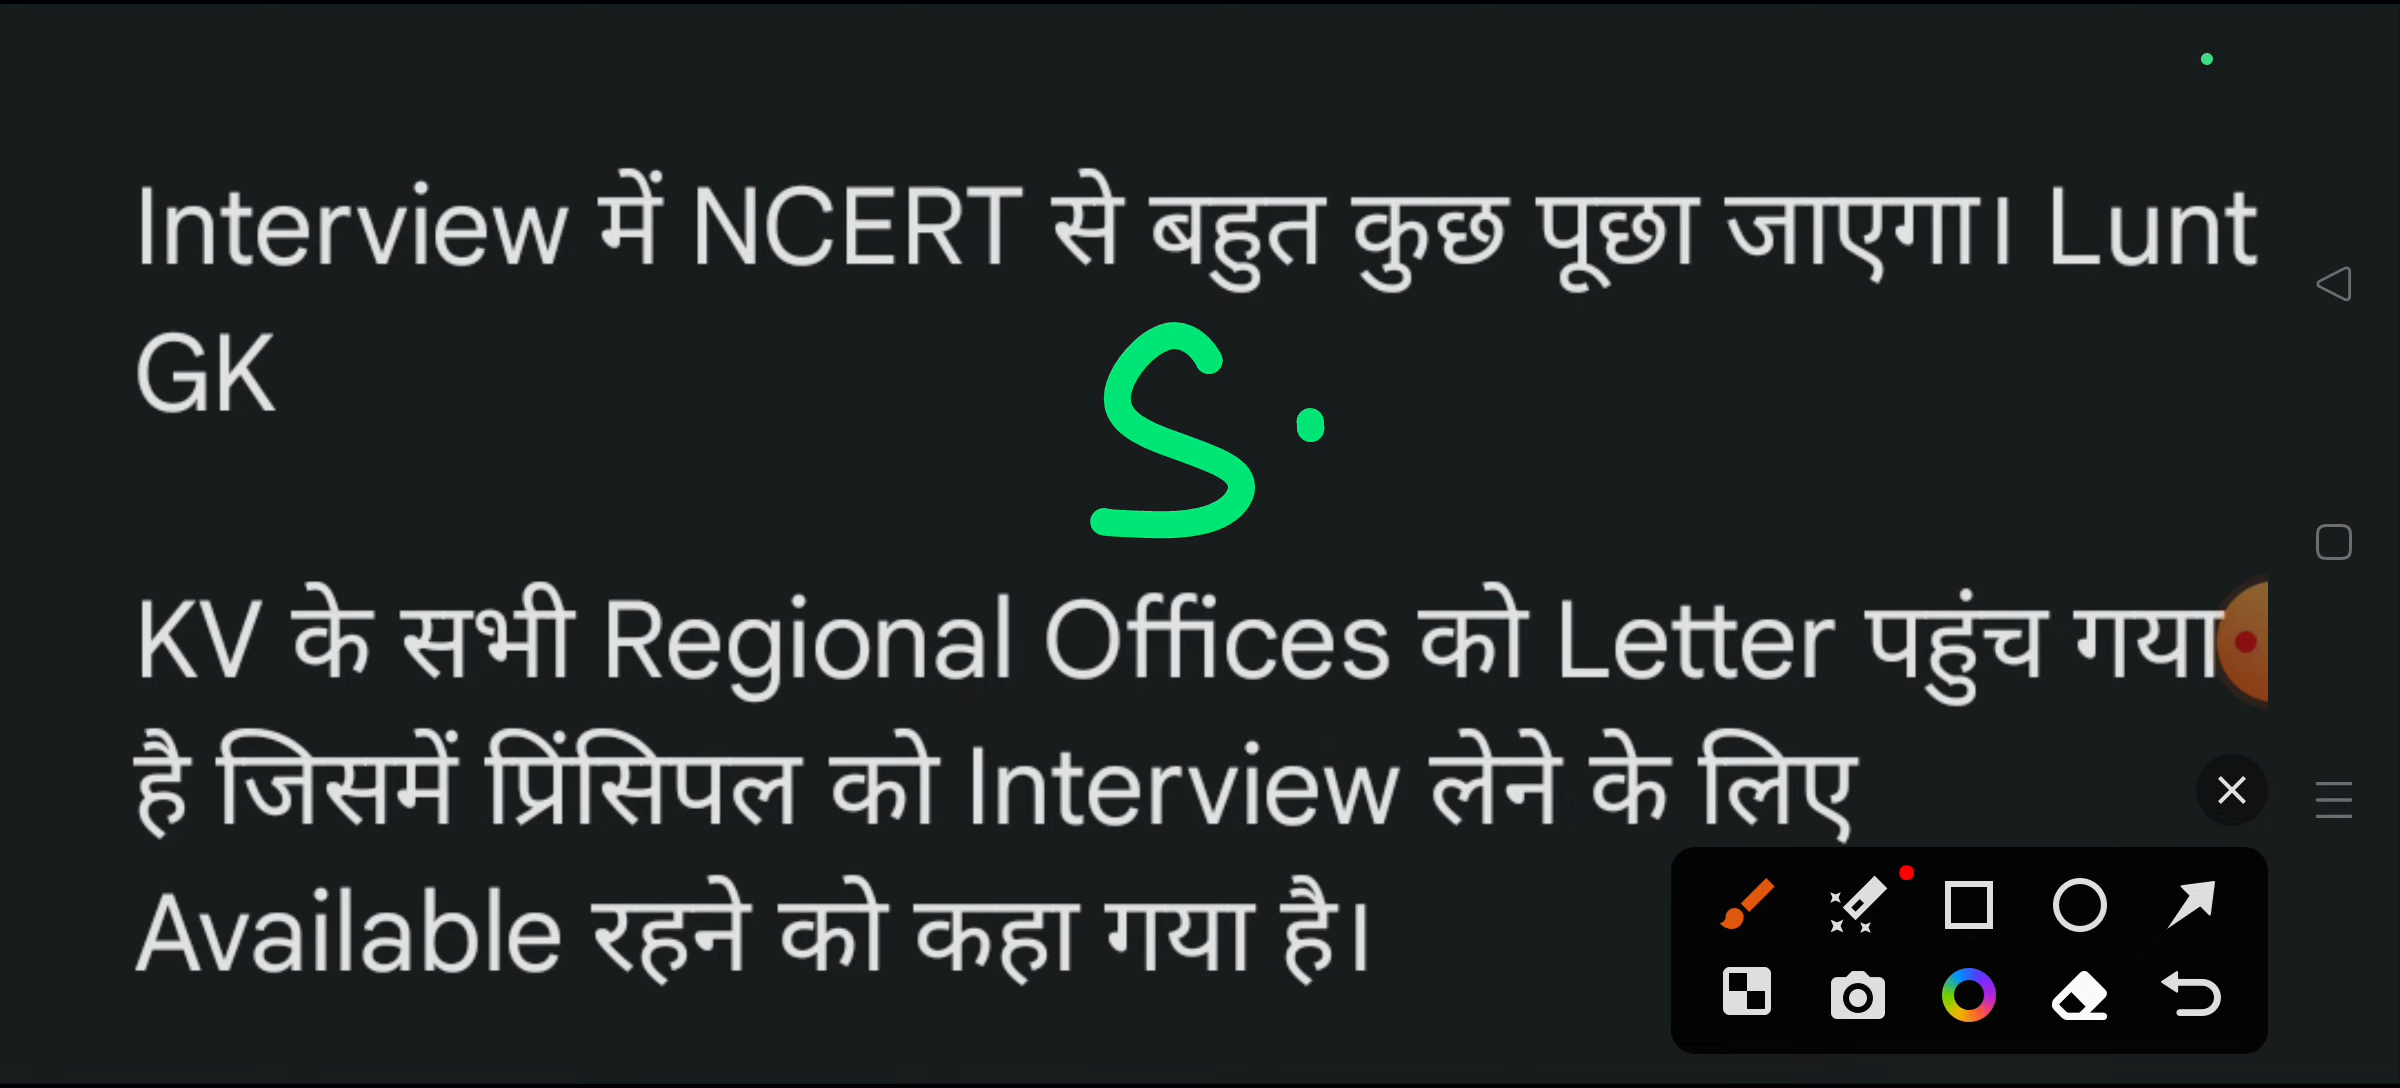 Interview में NCERT से बहुत कुछ पूछा जाएगा। Lunt
GK
S.
KV के सभी Regional Offices को Letter पहुंच गया
है जिसमें प्रिंसिपल को Interview लेने के लिए
Available रहने को कहा गया है।